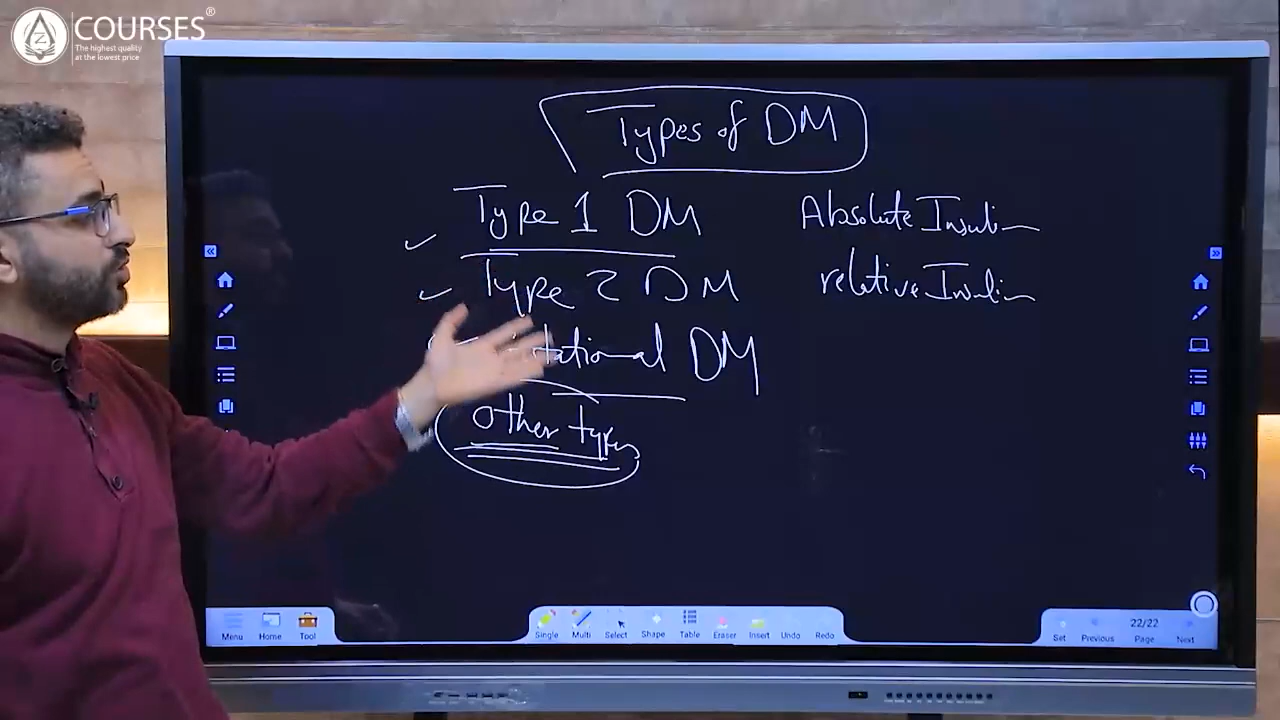 COURSES®
The highest quality
at the lowest price
Types of DM
Type 1 DM Absolute Insulin
Type 2 DM relative Insulin
tational DM
Other types
Menu Home Tool Single Multi Select Shape Table Eraser Insert Undo Redo Set Previous 22/22 Page Next